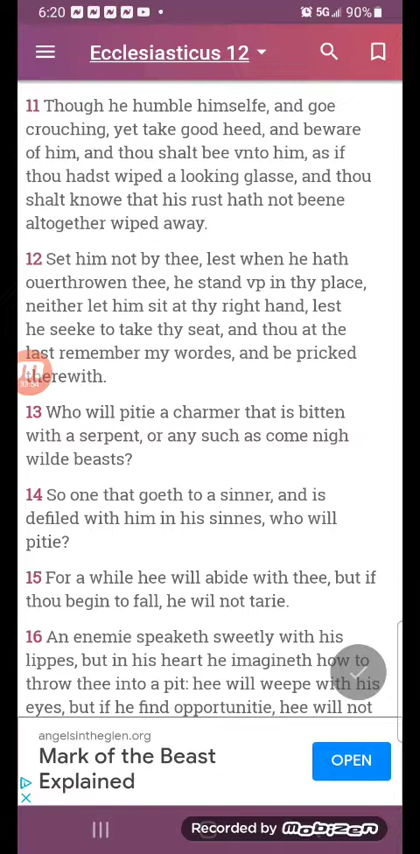 6:20
5G 90%
Ecclesiasticus 12
11 Though he humble himselfe, and goe
crouching, yet take good heed, and beware
of him, and thou shalt bee vnto him, as if
thou hadst wiped a looking glasse, and thou
shalt knowe that his rust hath not beene
altogether wiped away.
12 Set him not by thee, lest when he hath
ouerthrowen thee, he stand vp in thy place,
neither let him sit at thy right hand, lest
he seeke to take thy seat, and thou at the
last remember my wordes, and be pricked
therewith.
13 Who will pitie a charmer that is bitten
with a serpent, or any such as come nigh
wilde beasts?
14 So one that goeth to a sinner, and is
defiled with him in his sinnes, who will
pitie?
15 For a while hee will abide with thee, but if
thou begin to fall, he wil not tarie.
16 An enemie speaketh sweetly with his
lippes, but in his heart he imagineth how to
throw thee into a pit: hee will weepe with his
eyes, but if he find opportunitie, hee will not
angelsintheglen.org
Mark of the Beast
Explained
OPEN
Recorded by Mobizen